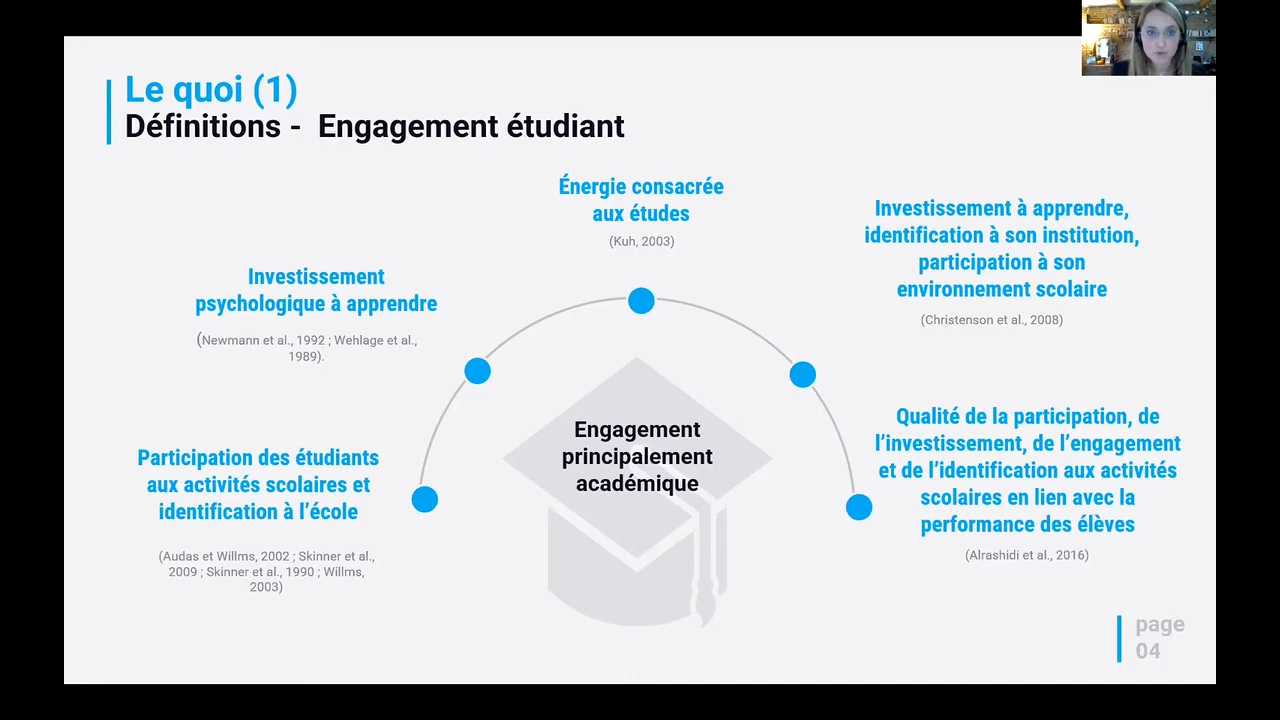 Le quoi (1)
Définitions -  Engagement étudiant
Énergie consacrée
aux études
(Kuh, 2003)
Investissement à apprendre,
identification à son institution,
participation à son
environnement scolaire
(Christenson et al., 2008)
Investissement
psychologique à apprendre
(Newmann et al., 1992 ; Wehlage et al.,
1989).
Engagement
principalement
académique
Qualité de la participation, de
l’investissement, de l’engagement
et de l’identification aux activités
scolaires en lien avec la
performance des élèves
(Alrashidi et al., 2016)
Participation des étudiants
aux activités scolaires et
identification à l’école
(Audas et Willms, 2002 ; Skinner et al.,
2009 ; Skinner et al., 1990 ; Willms,
2003)
page
04